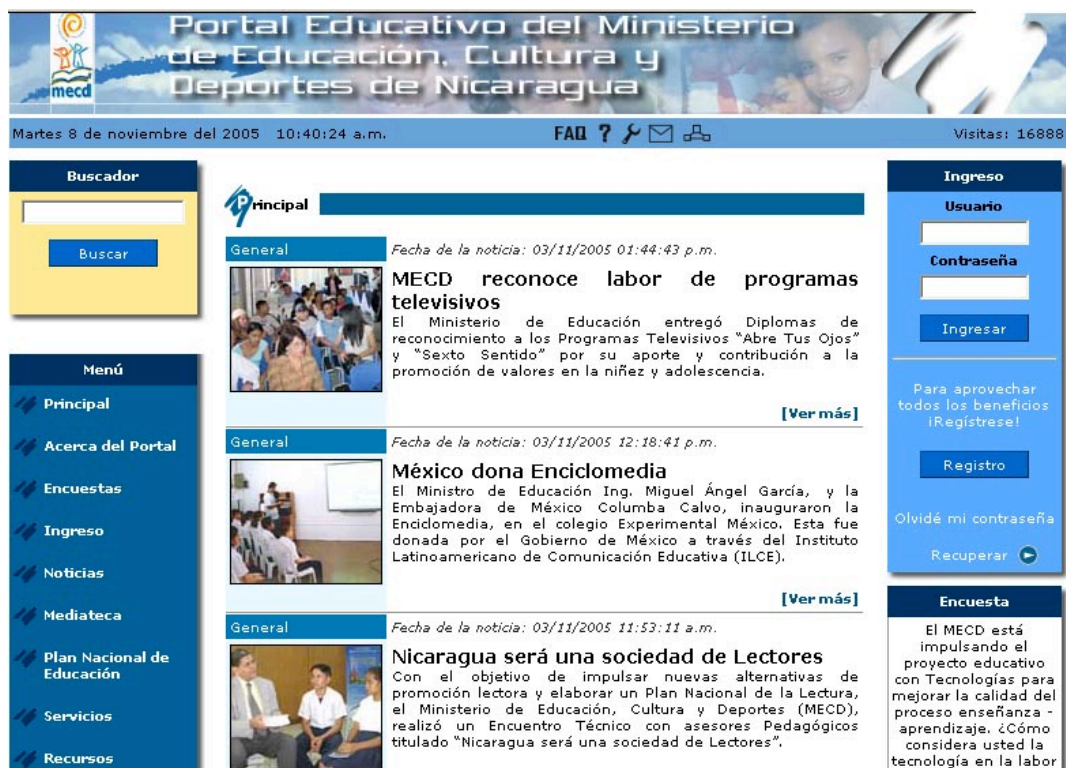 Portal Educativo del Ministerio
de Educación, Cultura y
Deportes de Nicaragua
mecd
Martes 8 de noviembre del 2005 10:40:24 a.m.
FAQ ?
Visitas: 16888
Buscador
Buscar
Menú
Principal
Acerca del Portal
Encuestas
Ingreso
Noticias
Mediateca
Plan Nacional de
Educación
Servicios
Recursos
Principal
General
Fecha de la noticia: 03/11/2005 01:44:43 p.m.
MECD reconoce labor de programas
televisivos
El Ministerio de Educación entregó Diplomas de
reconocimiento a los Programas Televisivos "Abre Tus Ojos"
y "Sexto Sentido" por su aporte y contribución a la
promoción de valores en la niñez y adolescencia.
[Ver más]
General
Fecha de la noticia: 03/11/2005 12:18:41 p.m.
México dona Enciclomedia
El Ministro de Educación Ing. Miguel Ángel García, y la
Embajadora de México Columba Calvo, inauguraron la
Enciclomedia, en el colegio Experimental México. Esta fue
donada por el Gobierno de México a través del Instituto
Latinoamericano de Comunicación Educativa (ILCE).
[Ver más]
General
Fecha de la noticia: 03/11/2005 11:53:11 a.m.
Nicaragua será una sociedad de Lectores
Con el objetivo de impulsar nuevas alternativas de
promoción lectora y elaborar un Plan Nacional de la Lectura,
el Ministerio de Educación, Cultura y Deportes (MECD),
realizó un Encuentro Técnico con asesores Pedagógicos
titulado "Nicaragua será una sociedad de Lectores".
Ingreso
Usuario
Contraseña
Ingresar
Para aprovechar
todos los beneficios
¡Regístrese!
Registro
Olvidé mi contraseña
Recuperar
Encuesta
El MECD está
impulsando el
proyecto educativo
con Tecnologías para
mejorar la calidad del
proceso enseñanza -
aprendizaje. ¿Cómo
considera usted la
tecnología en la labor